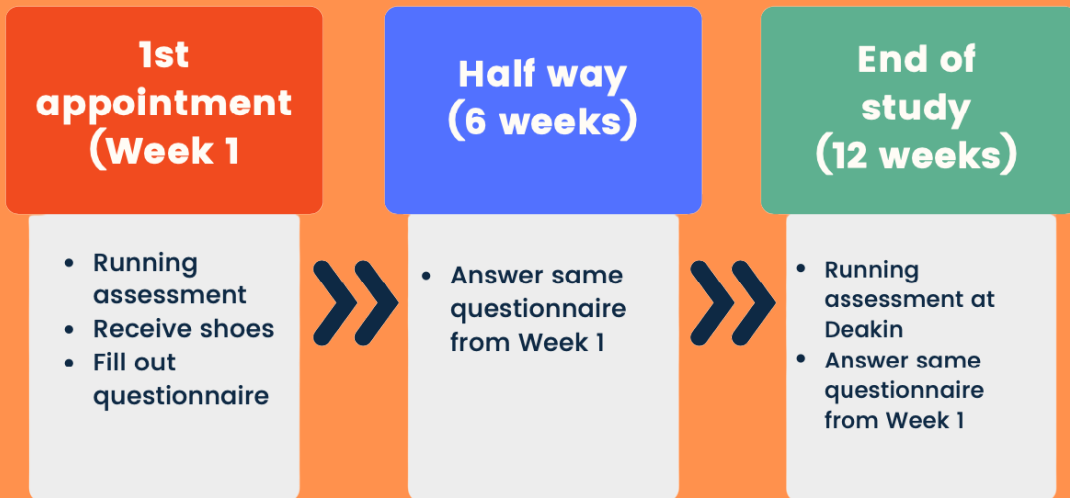 1st
appointment
(Week 1
• Running
assessment
• Receive shoes
• Fill out
questionnaire
Half way
(6 weeks)
• Answer same
questionnaire
from Week 1
End of
study
(12 weeks)
• Running
assessment at
Deakin
• Answer same
questionnaire
from Week 1